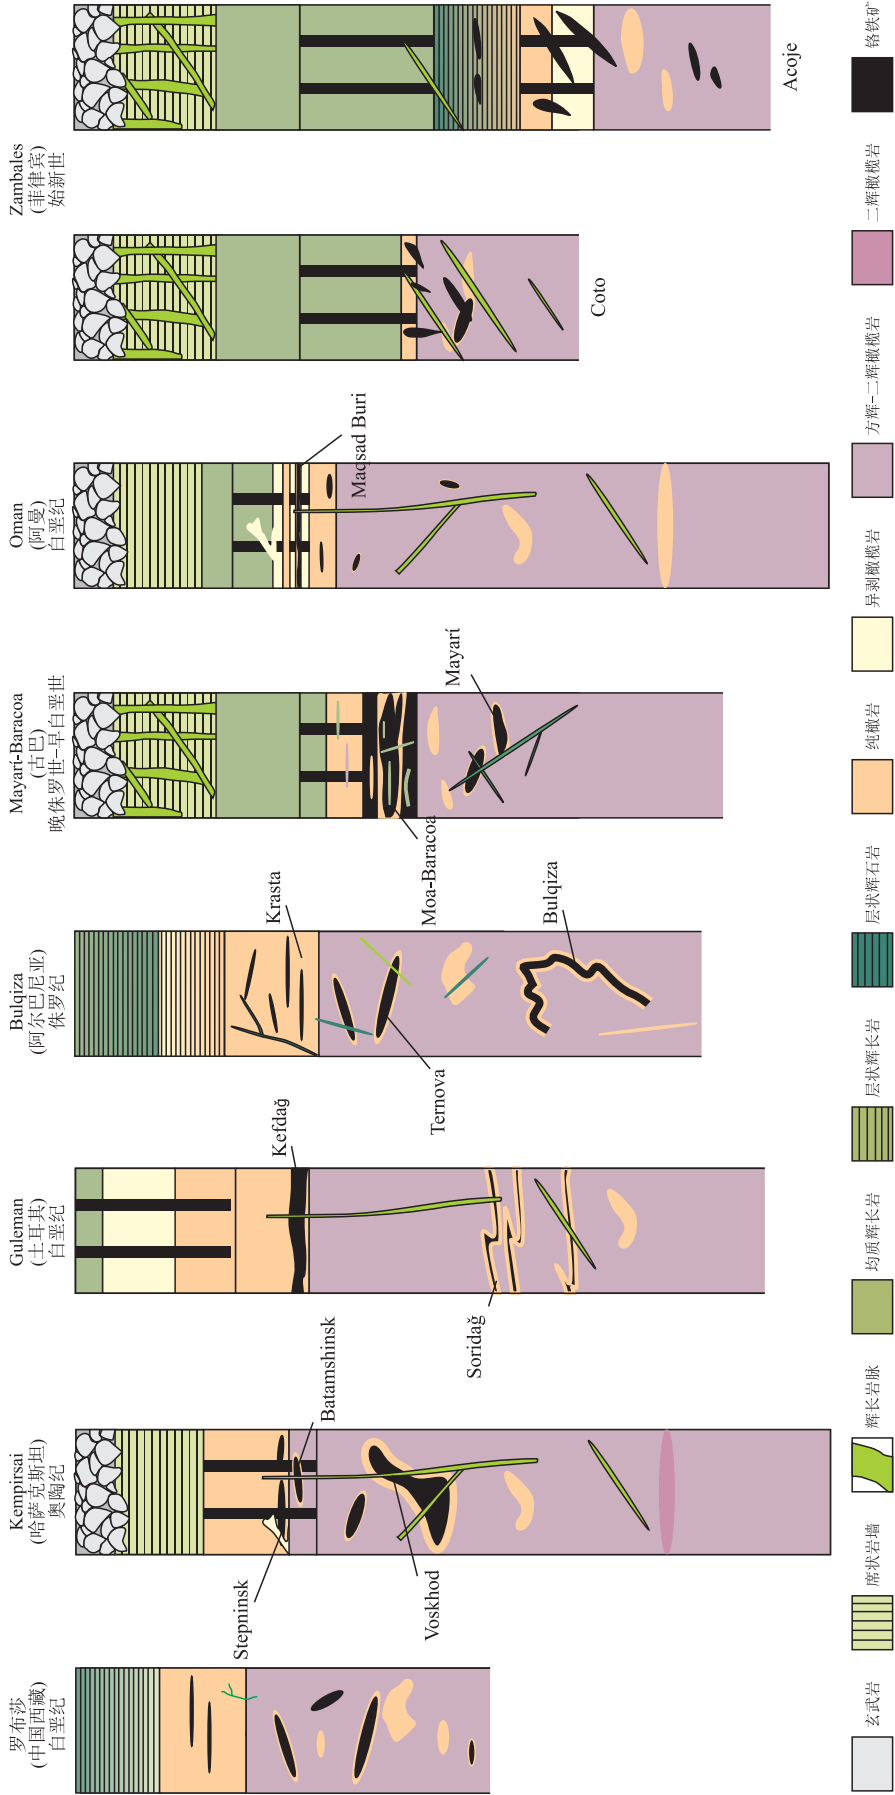 罗布莎
(中国西藏)
白垩纪
Kempirsai
(哈萨克斯坦)
奥陶纪
Stepninsk
Batamshinsk
Voskhod
Guleman
(土耳其)
白垩纪
Kefdağ
Soridağ
Bulqiza
(阿尔巴尼亚)
侏罗纪
Krasta
Ternova
Bulqiza
Mayarí-Baracoa
(古巴)
晚侏罗世-早白垩世
Moa-Baracoa
Mayarí
Oman
(阿曼)
白垩纪
Maqsad Buri
Zambales
(菲律宾)
始新世
Coto
Acoje
玄武岩
席状岩墙
辉长岩脉
均质辉长岩
层状辉长岩
层状辉石岩
纯橄岩
异剥橄榄岩
方辉-二辉橄榄岩
二辉橄榄岩
铬铁矿